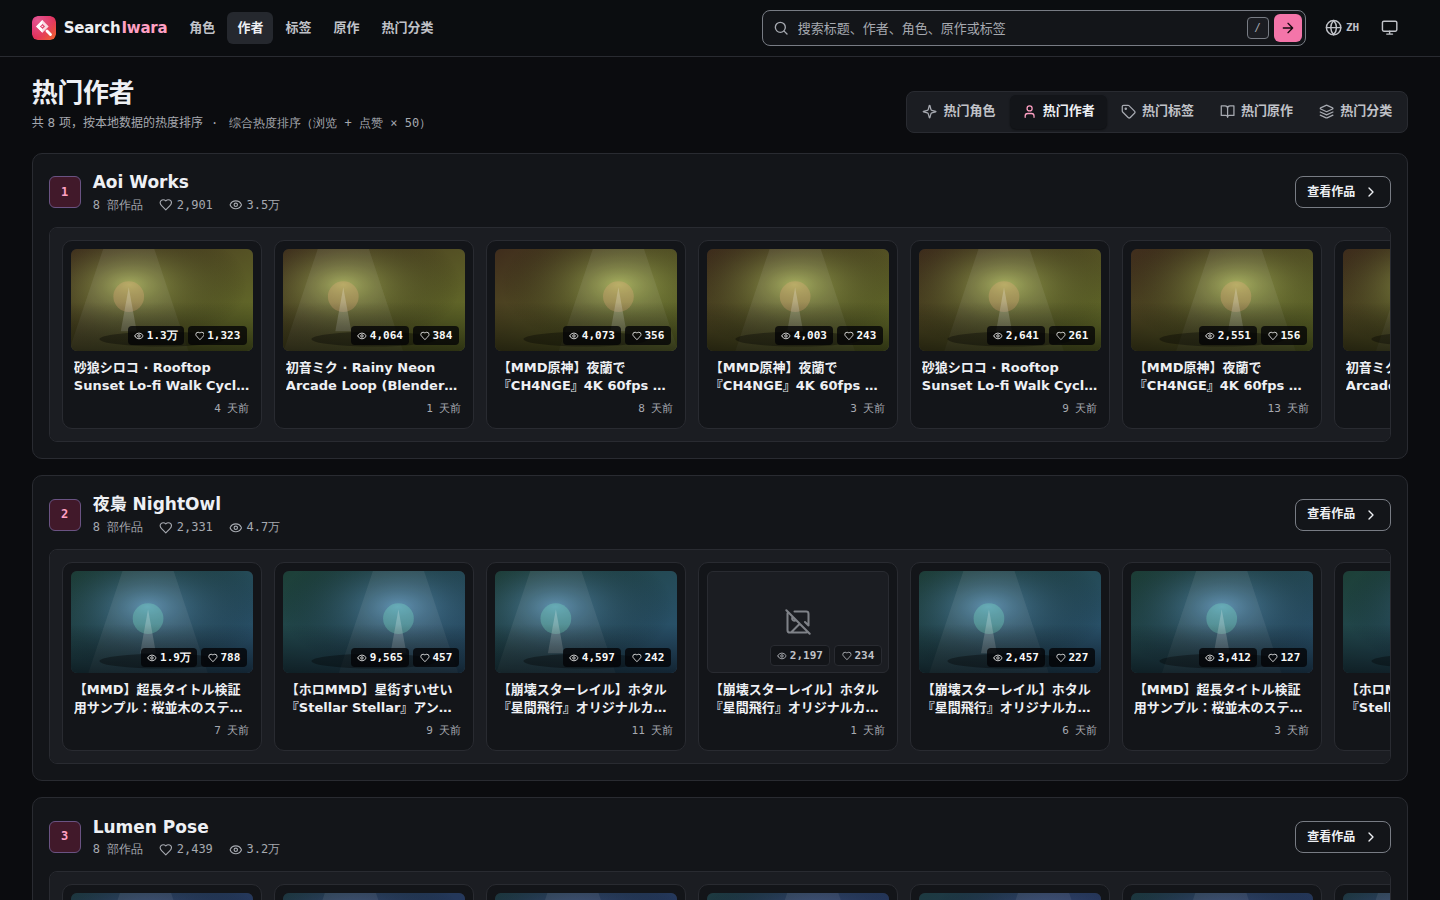 SearchIwara 角色 作者 标签 原作 热门分类 搜索标题、作者、角色、原作或标签 / ZH
热门作者
共 8 项，按本地数据的热度排序 · 综合热度排序（浏览 + 点赞 × 50）
热门角色 热门作者 热门标签 热门原作 热门分类
1 Aoi Works
8 部作品 2,901 3.5万
查看作品
1.3万 1,323
砂狼シロコ · Rooftop
Sunset Lo-fi Walk Cycl...
4 天前
4,064 384
初音ミク · Rainy Neon
Arcade Loop (Blender...
1 天前
4,073 356
【MMD原神】夜蘭で
『CH4NGE』4K 60fps ...
8 天前
4,003 243
【MMD原神】夜蘭で
『CH4NGE』4K 60fps ...
3 天前
2,641 261
砂狼シロコ · Rooftop
Sunset Lo-fi Walk Cycl...
9 天前
2,551 156
【MMD原神】夜蘭で
『CH4NGE』4K 60fps ...
13 天前
初音ミ
Arcad
2 夜梟 NightOwl
8 部作品 2,331 4.7万
查看作品
1.9万 788
【MMD】超長タイトル検証
用サンプル：桜並木のステ...
7 天前
9,565 457
【ホロMMD】星街すいせい
『Stellar Stellar』アン...
9 天前
4,597 242
【崩壊スターレイル】ホタル
『星間飛行』オリジナルカ...
11 天前
2,197 234
【崩壊スターレイル】ホタル
『星間飛行』オリジナルカ...
1 天前
2,457 227
【崩壊スターレイル】ホタル
『星間飛行』オリジナルカ...
6 天前
3,412 127
【MMD】超長タイトル検証
用サンプル：桜並木のステ...
3 天前
【ホロM
『Stell
3 Lumen Pose
8 部作品 2,439 3.2万
查看作品